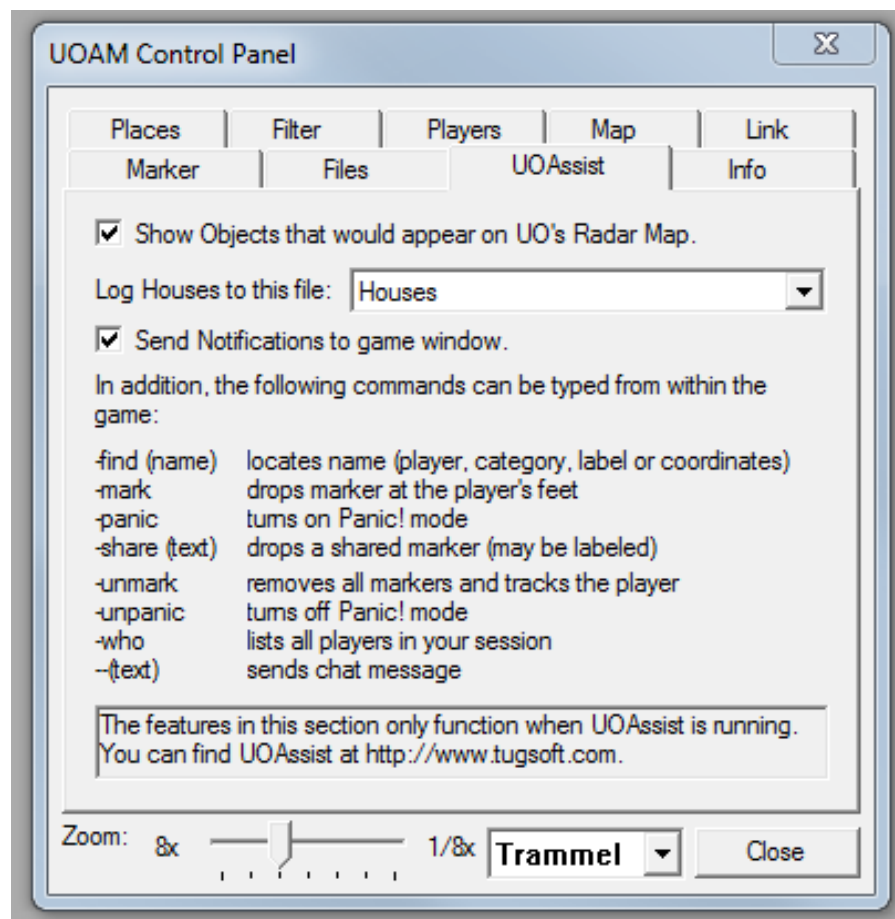 UOAM Control Panel
Places Filter Players Map Link
Marker Files UOAssist Info
Show Objects that would appear on UO's Radar Map.
Log Houses to this file: Houses
Send Notifications to game window.
In addition, the following commands can be typed from within the
game:
-find (name) locates name (player, category, label or coordinates)
-mark drops marker at the player's feet
-panic turns on Panic! mode
-share (text) drops a shared marker (may be labeled)
-unmark removes all markers and tracks the player
-unpanic turns off Panic! mode
-who lists all players in your session
--(text) sends chat message
The features in this section only function when UOAssist is running.
You can find UOAssist at http://www.tugsoft.com.
Zoom: 8x 1/8x Trammel Close